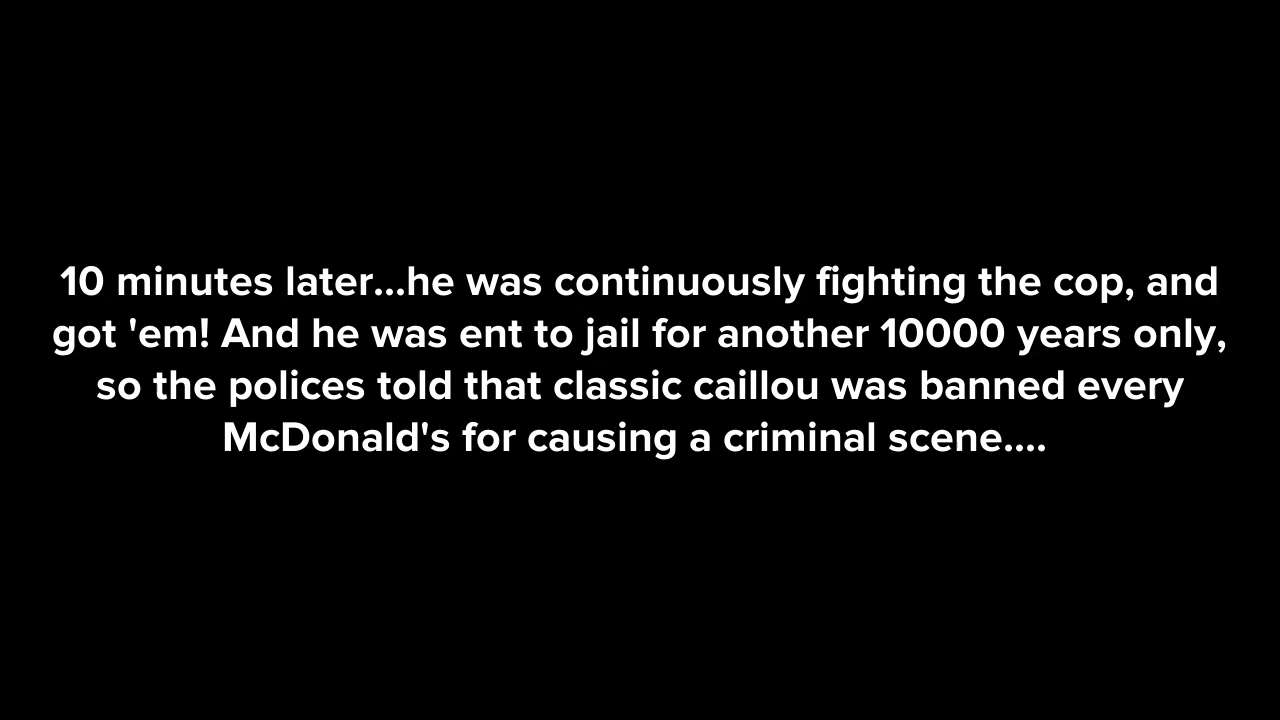 10 minutes later...he was continuously fighting the cop, and
got 'em! And he was ent to jail for another 10000 years only,
so the polices told that classic caillou was banned every
McDonald's for causing a criminal scene....